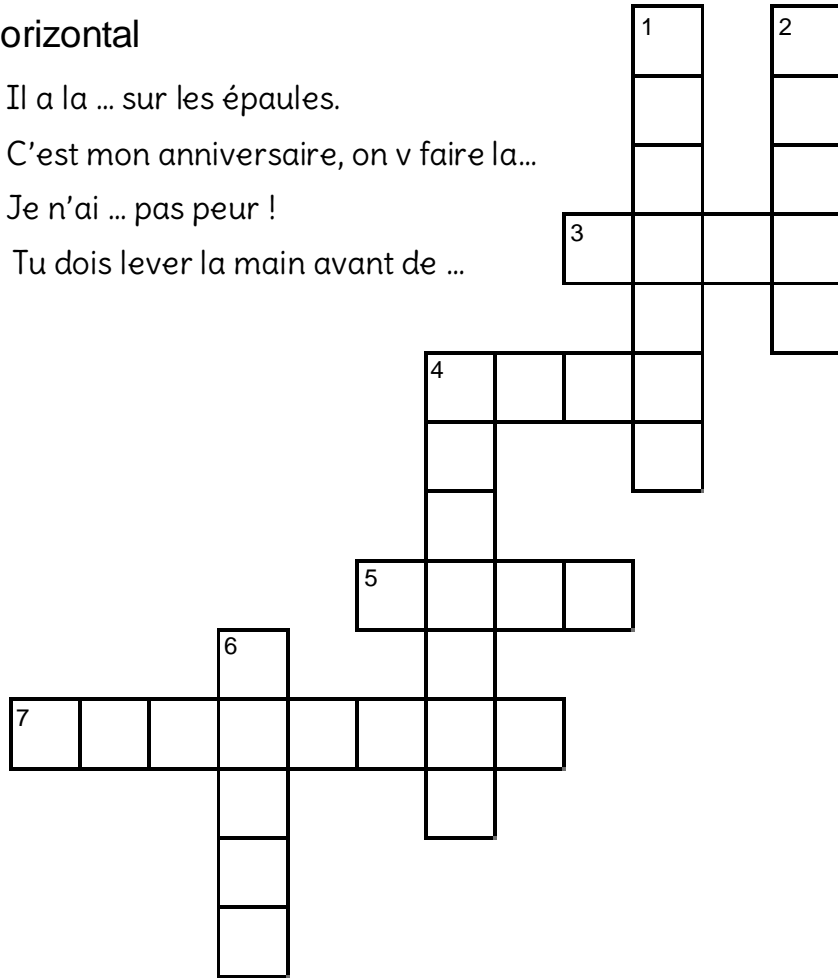 orizontal
1
2
Il a la ... sur les épaules.
C'est mon anniversaire, on v faire la...
Je n'ai ... pas peur !
3
Tu dois lever la main avant de ...
4
5
6
7